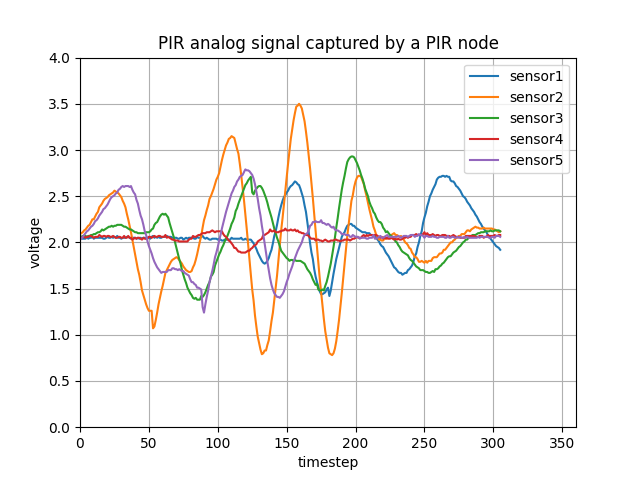 PIR analog signal captured by a PIR node
4.0
3.5
3.0
2.5
2.0
1.5
1.0
0.5
0.0
voltage
sensor1
sensor2
sensor3
sensor4
sensor5
0 50 100 150 200 250 300 350
timestep